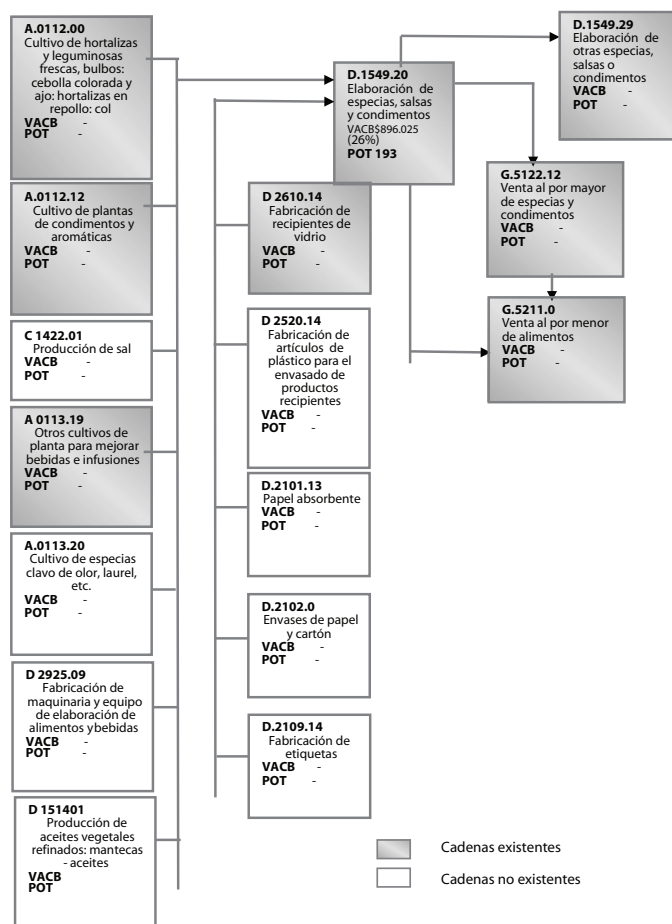 A.0112.00
Cultivo de hortalizas
y leguminosas
frescas, bulbos:
cebolla colorada y
ajo: hortalizas en
repollo: col
VACB -
POT -
A.0112.12
Cultivo de plantas
de condimentos y
aromáticas
VACB -
POT -
C 1422.01
Producción de sal
VACB -
POT -
A 0113.19
Otros cultivos de
planta para mejorar
bebidas e infusiones
VACB -
POT -
A.0113.20
Cultivo de especias
clavo de olor, laurel,
etc.
VACB -
POT -
D 2925.09
Fabricación de
maquinaria y equipo
de elaboración de
alimentos ybebidas
VACB -
POT -
D 151401
Producción de
aceites vegetales
refinados: mantecas
- aceites
VACB
POT
D.1549.20
Elaboración de
especias, salsas
y condimentos
VACB$896.025
(26%)
POT 193
D 2610.14
Fabricación de
recipientes de
vidrio
VACB -
POT -
D 2520.14
Fabricación de
artículos de
plástico para el
envasado de
productos
recipientes
VACB -
POT -
D.2101.13
Papel absorbente
VACB -
POT -
D.2102.0
Envases de papel
y cartón
VACB -
POT -
D.2109.14
Fabricación de
etiquetas
VACB -
POT -
D.1549.29
Elaboración de
otras especias,
salsas o
condimentos
VACB -
POT -
G.5122.12
Venta al por mayor
de especias y
condimentos
VACB -
POT -
G.5211.0
Venta al por menor
de alimentos
VACB -
POT -
Cadenas existentes
Cadenas no existentes